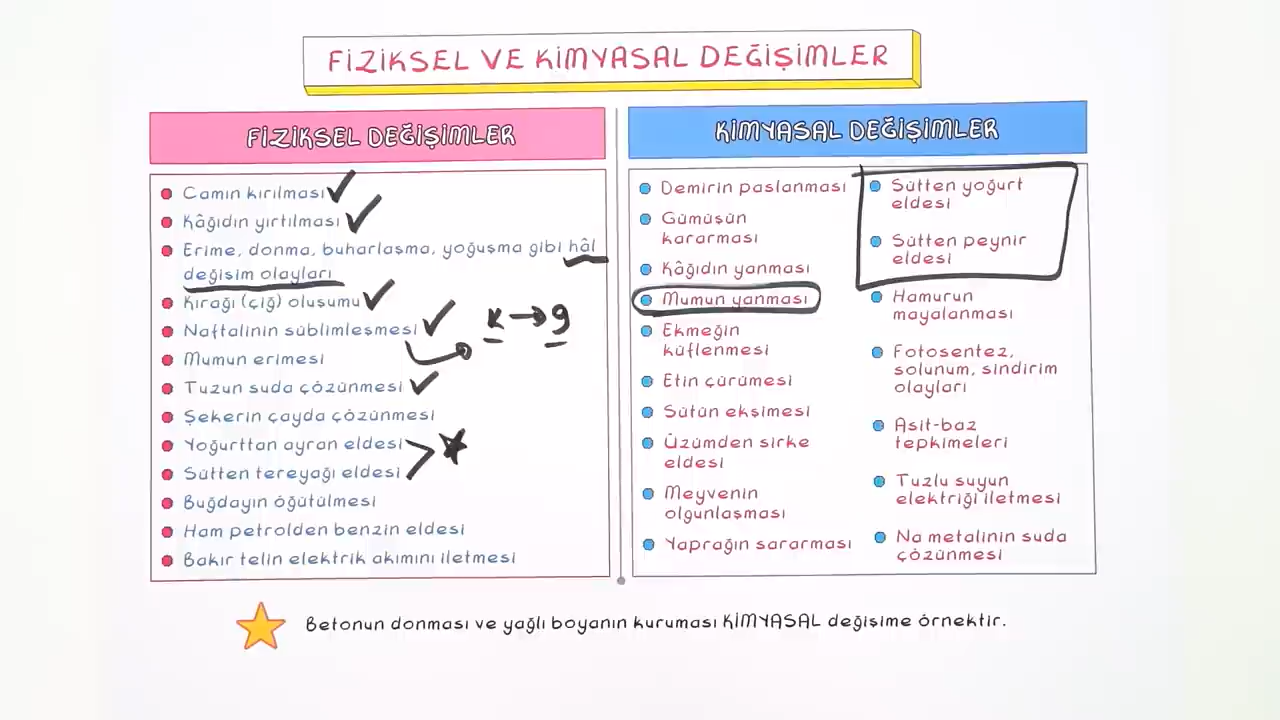 FİZİKSEL VE KİMYASAL DEĞİŞİMLER
FİZİKSEL DEĞİŞİMLER
Camın kırılması
Kâğıdın yırtılması
Erime, donma, buharlaşma, yoğuşma gibi hâl
değişim olayları
Kırağı (çiğ) oluşumu
Naftalinin süblimleşmesi
K → g
Mumun erimesi
Tuzun suda çözünmesi
Şekerin çayda çözünmesi
Yoğurttan ayran eldesi
Sütten tereyağı eldesi
Buğdayın öğütülmesi
Ham petrolden benzin eldesi
Bakır telin elektrik akımını iletmesi
KİMYASAL DEĞİŞİMLER
Demirin paslanması
Gümüşün
kararması
Kâğıdın yanması
Mumun yanması
Ekmeğin
küflenmesi
Etin çürümesi
Sütün ekşimesi
Üzümden sirke
eldesi
Meyvenin
olgunlaşması
Yaprağın sararması
Sütten yoğurt
eldesi
Sütten peynir
eldesi
Hamurun
mayalanması
Fotosentez,
solunum, sindirim
olayları
Asit-baz
tepkimeleri
Tuzlu suyun
elektriği iletmesi
Na metalinin suda
çözünmesi
Betonun donması ve yağlı boyanın kuruması KİMYASAL değişime örnektir.